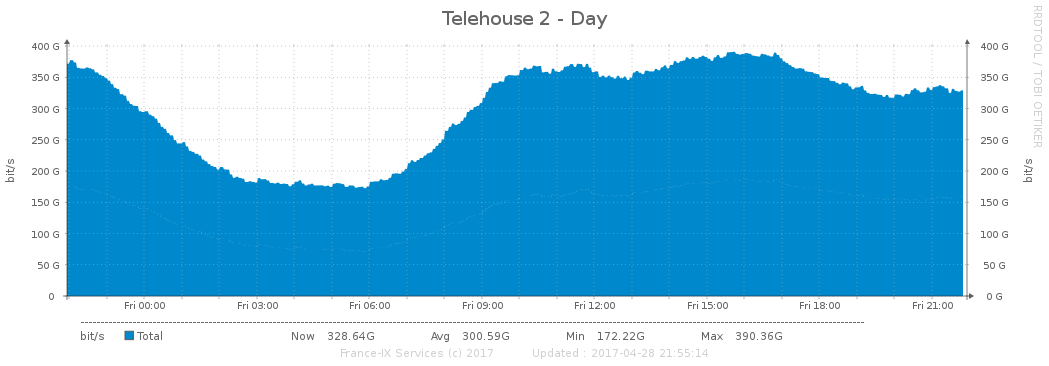 Telehouse 2 - Day
RRDTOOL / TOBI OETIKER
400 G 400 G
350 G 350 G
300 G 300 G
250 G 250 G
200 G 200 G
150 G 150 G
100 G 100 G
50 G 50 G
0 0 G
bit/s
bit/s
Fri 00:00 Fri 03:00 Fri 06:00 Fri 09:00 Fri 12:00 Fri 15:00 Fri 18:00 Fri 21:00
bit/s Total Now 328.64G Avg 300.59G Min 172.22G Max 390.36G
France-IX Services (c) 2017 Updated : 2017-04-28 21:55:14